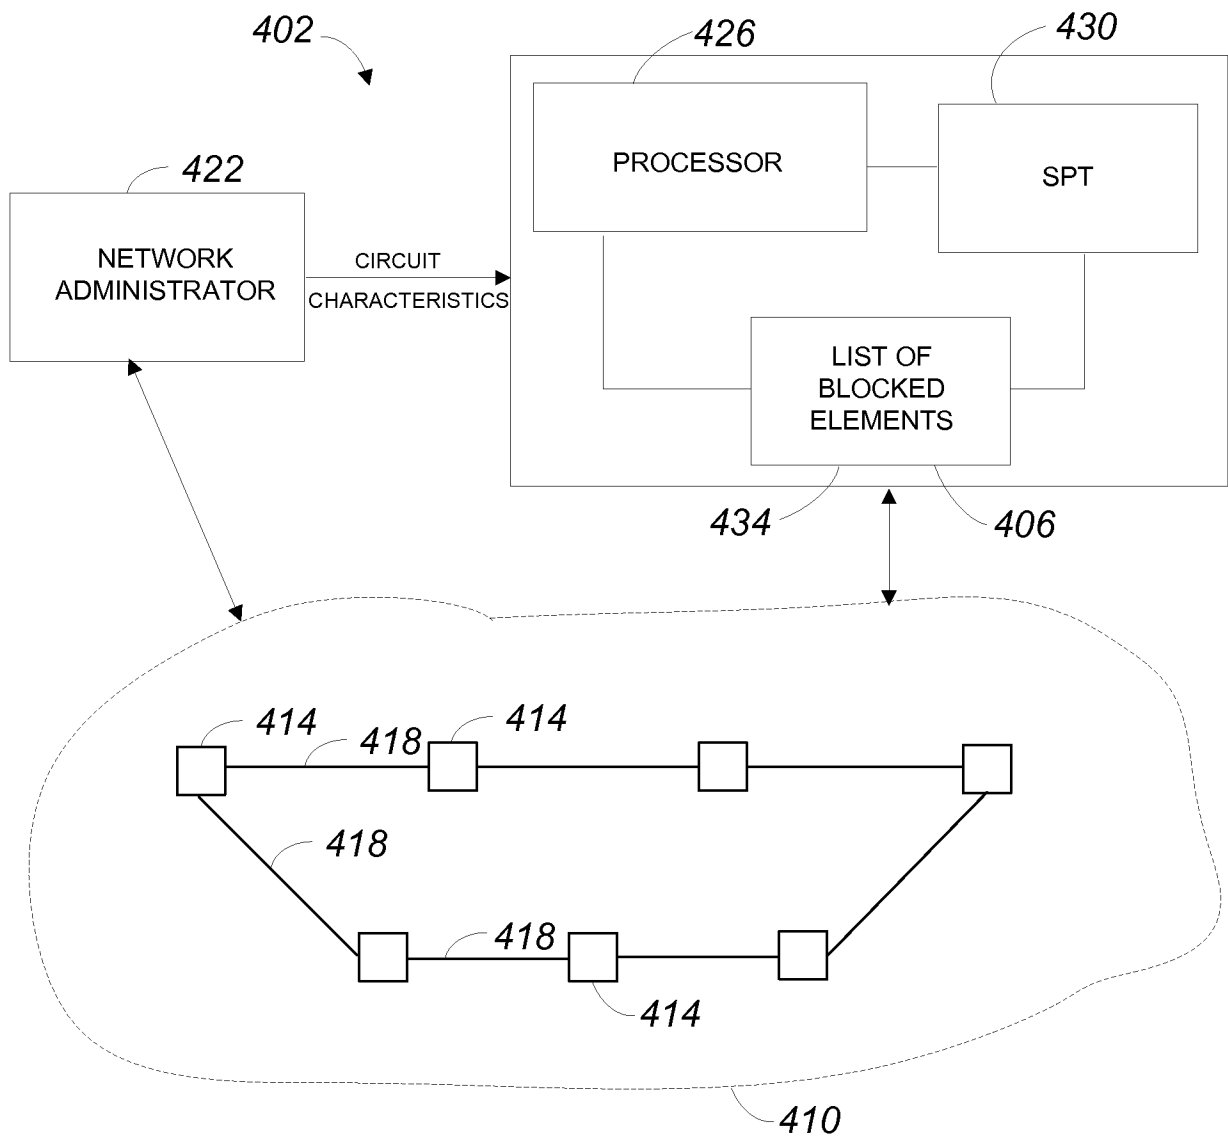 402
426
430
422
PROCESSOR
SPT
NETWORK
ADMINISTRATOR
CIRCUIT
CHARACTERISTICS
LIST OF
BLOCKED
ELEMENTS
434
406
414
418
414
418
418
414
410